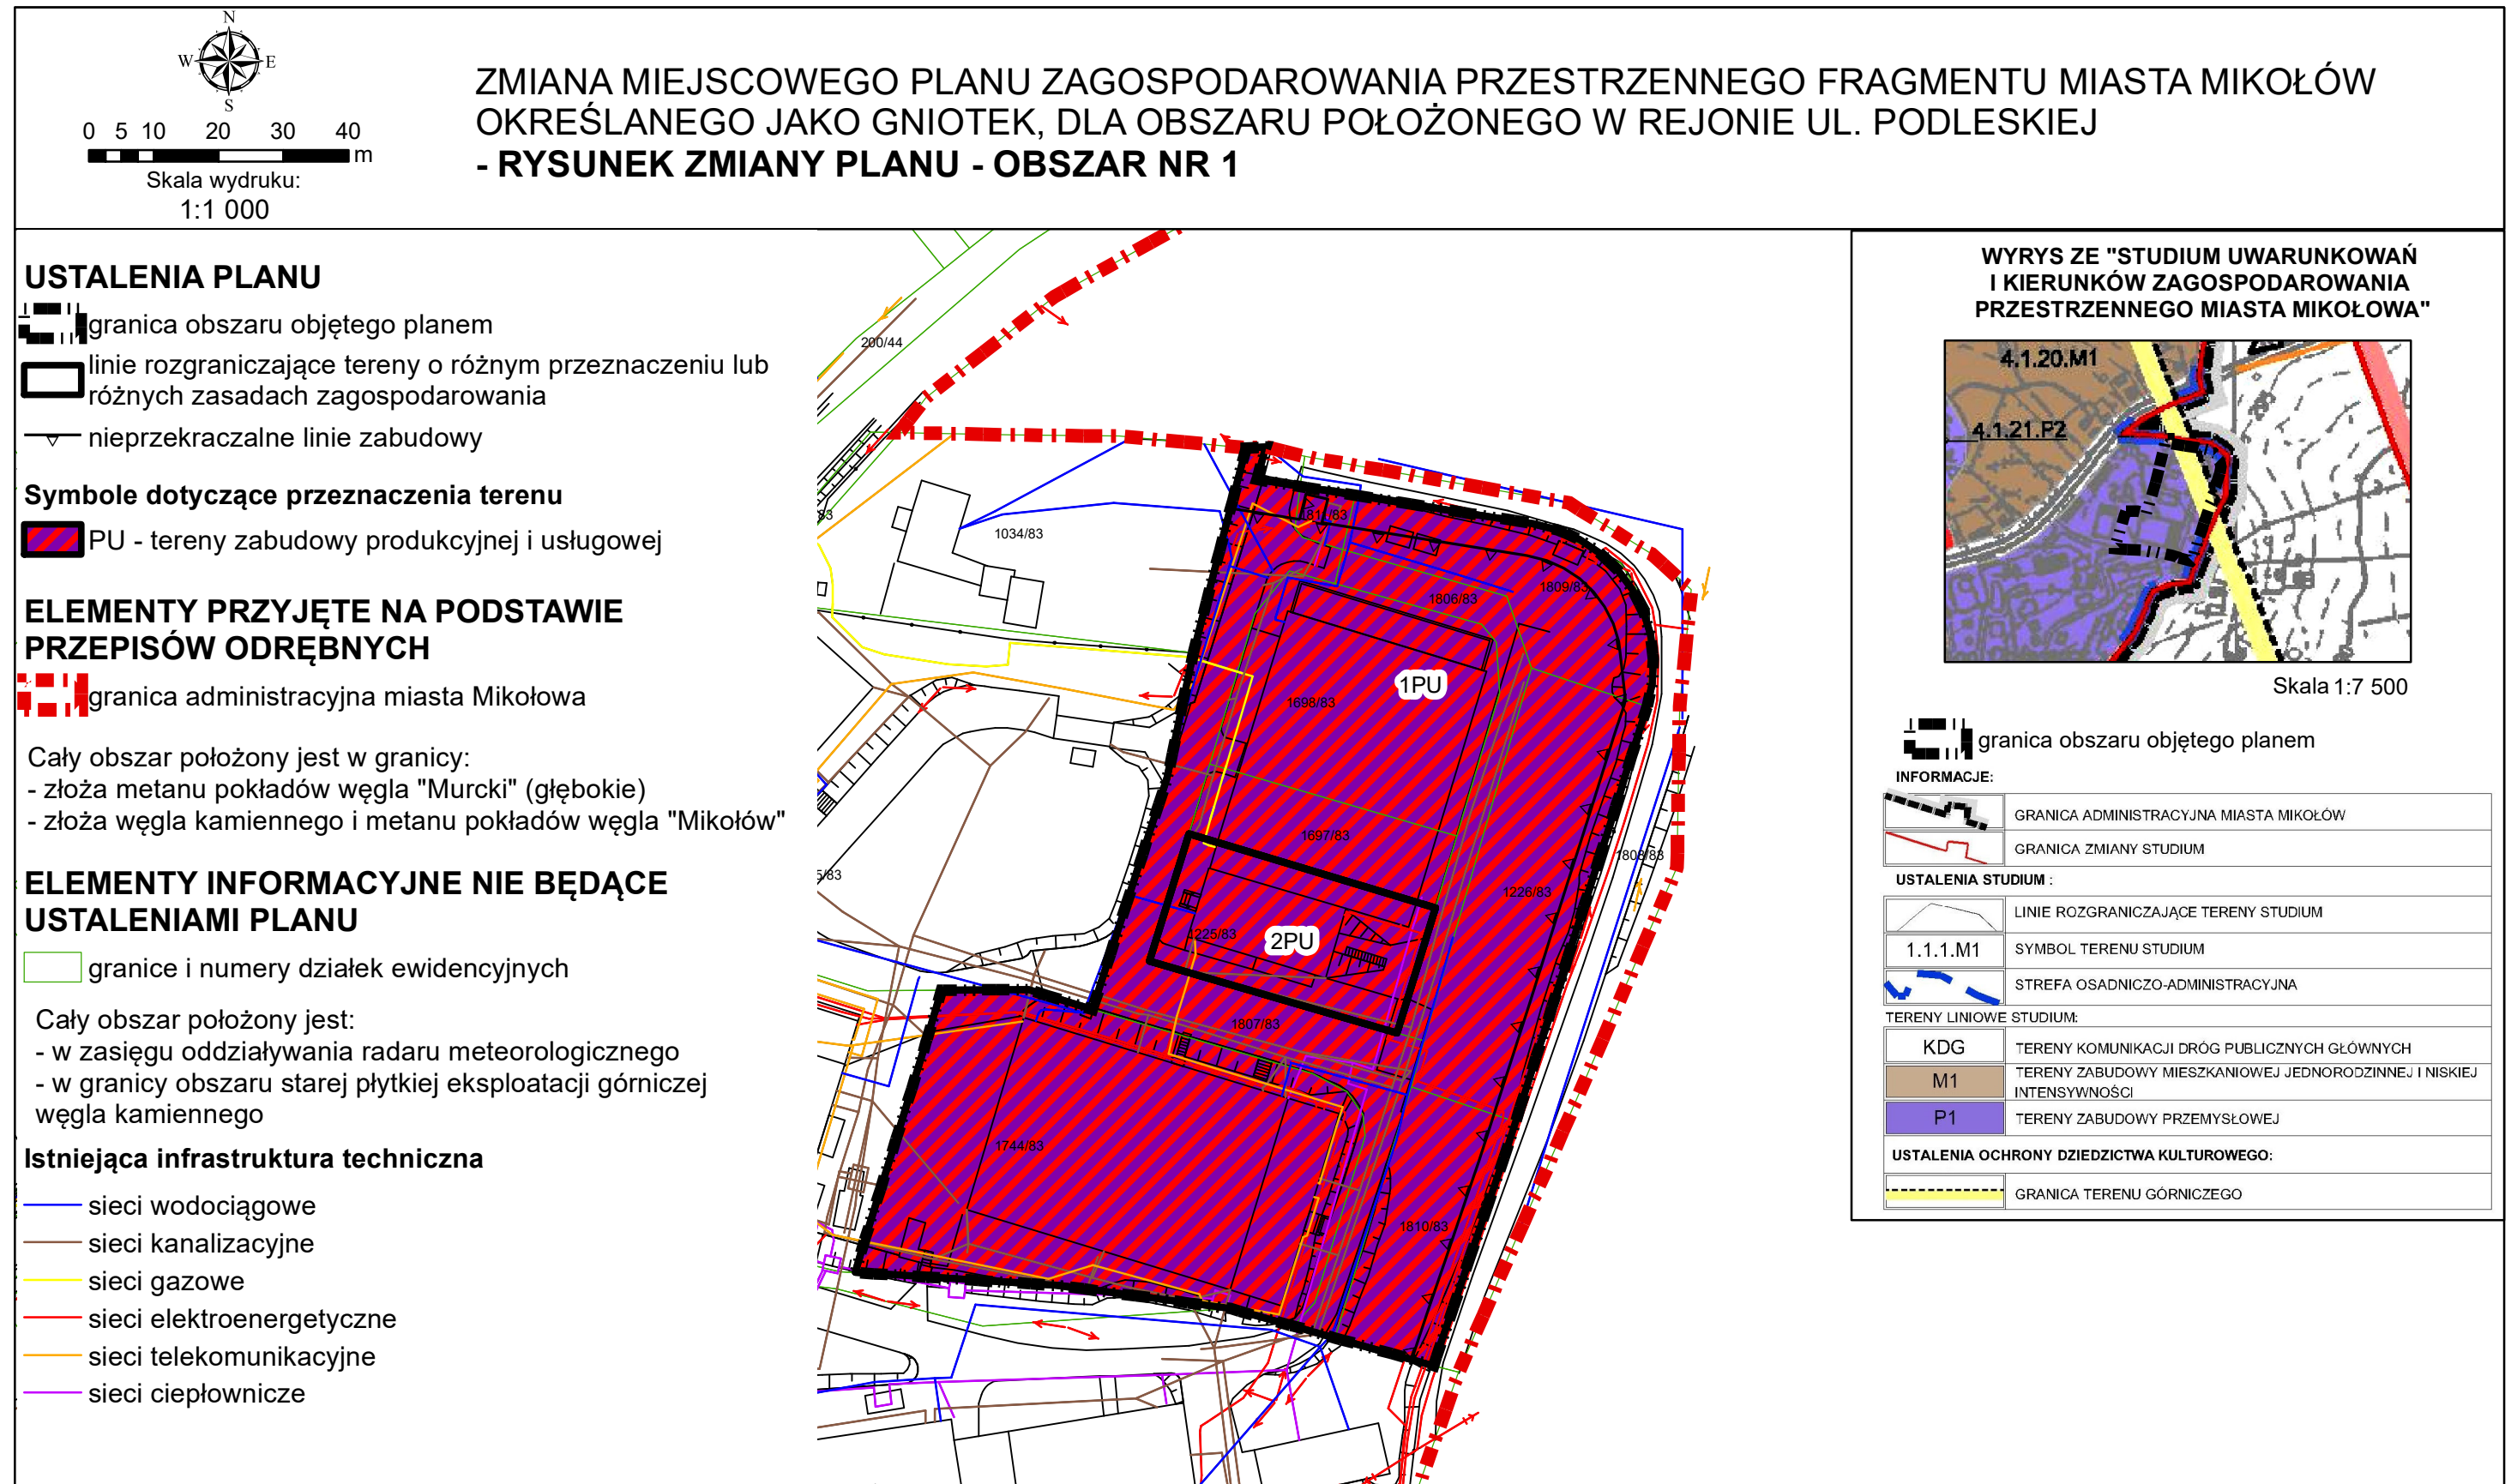 N
W E
S
0 5 10 20 30 40
m
Skala wydruku:
1:1 000
ZMIANA MIEJSCOWEGO PLANU ZAGOSPODAROWANIA PRZESTRZENNEGO FRAGMENTU MIASTA MIKOŁÓW
OKREŚLANEGO JAKO GNIOTEK, DLA OBSZARU POŁOŻONEGO W REJONIE UL. PODLESKIEJ
- RYSUNEK ZMIANY PLANU - OBSZAR NR 1
USTALENIA PLANU
granica obszaru objętego planem
linie rozgraniczające tereny o różnym przeznaczeniu lub
różnych zasadach zagospodarowania
nieprzekraczalne linie zabudowy
Symbole dotyczące przeznaczenia terenu
PU - tereny zabudowy produkcyjnej i usługowej
ELEMENTY PRZYJĘTE NA PODSTAWIE
PRZEPISÓW ODRĘBNYCH
granica administracyjna miasta Mikołowa
Cały obszar położony jest w granicy:
- złoża metanu pokładów węgla "Murcki" (głębokie)
- złoża węgla kamiennego i metanu pokładów węgla "Mikołów"
ELEMENTY INFORMACYJNE NIE BĘDĄCE
USTALENIAMI PLANU
granice i numery działek ewidencyjnych
Cały obszar położony jest:
- w zasięgu oddziaływania radaru meteorologicznego
- w granicy obszaru starej płytkiej eksploatacji górniczej
węgla kamiennego
Istniejąca infrastruktura techniczna
sieci wodociągowe
sieci kanalizacyjne
sieci gazowe
sieci elektroenergetyczne
sieci telekomunikacyjne
sieci ciepłownicze
200/44
83
1034/83
1811/83
1809/83
1806/83
1PU
1698/83
1697/83
1808/83
5/83
1226/83
1225/83
2PU
1807/83
1744/83
1810/83
WYRYS ZE "STUDIUM UWARUNKOWAŃ
I KIERUNKÓW ZAGOSPODAROWANIA
PRZESTRZENNEGO MIASTA MIKOŁOWA"
4.1.20.M1
4.1.21.P2
Skala 1:7 500
granica obszaru objętego planem
INFORMACJE:
GRANICA ADMINISTRACYJNA MIASTA MIKOŁÓW
GRANICA ZMIANY STUDIUM
USTALENIA STUDIUM :
LINIE ROZGRANICZAJĄCE TERENY STUDIUM
1.1.1.M1 SYMBOL TERENU STUDIUM
STREFA OSADNICZO-ADMINISTRACYJNA
TERENY LINIOWE STUDIUM:
KDG TERENY KOMUNIKACJI DRÓG PUBLICZNYCH GŁÓWNYCH
M1 TERENY ZABUDOWY MIESZKANIOWEJ JEDNORODZINNEJ I NISKIEJ
INTENSYWNOŚCI
P1 TERENY ZABUDOWY PRZEMYSŁOWEJ
USTALENIA OCHRONY DZIEDZICTWA KULTUROWEGO:
GRANICA TERENU GÓRNICZEGO